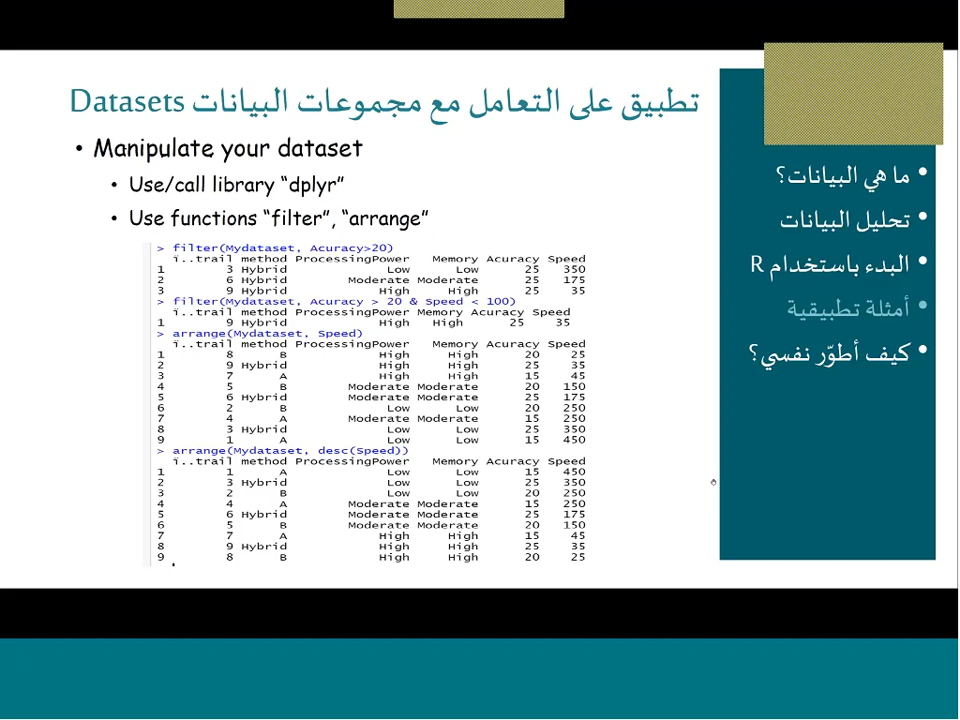 تطبيق على التعامل مع مجموعات البيانات Datasets
• Manipulate your dataset
• Use/call library “dplyr”
• Use functions “filter”, “arrange”
> filter(Mydataset, Acuracy>20)
ï..trail method ProcessingPower Memory Acuracy Speed
1 3 Hybrid Low Low 25 350
2 6 Hybrid Moderate Moderate 25 175
3 9 Hybrid High High 25 35
> filter(Mydataset, Acuracy > 20 & Speed < 100)
ï..trail method ProcessingPower Memory Acuracy Speed
1 9 Hybrid High High 25 35
> arrange(Mydataset, Speed)
ï..trail method ProcessingPower Memory Acuracy Speed
1 8 B High High 20 25
2 9 Hybrid High High 25 35
3 7 A High High 15 45
4 5 B Moderate Moderate 20 150
5 6 Hybrid Moderate Moderate 25 175
6 2 B Low Low 20 250
7 4 A Moderate Moderate 15 250
8 3 Hybrid Low Low 25 350
9 1 A Low Low 15 450
> arrange(Mydataset, desc(Speed))
ï..trail method ProcessingPower Memory Acuracy Speed
1 1 A Low Low 15 450
2 3 Hybrid Low Low 25 350
3 2 B Low Low 20 250
4 4 A Moderate Moderate 15 250
5 6 Hybrid Moderate Moderate 25 175
6 5 B Moderate Moderate 20 150
7 7 A High High 15 45
8 9 Hybrid High High 25 35
9 8 B High High 20 25
• ما هي البيانات؟
• تحليل البيانات
• البدء باستخدام R
• أمثلة تطبيقية
• كيف أطوّر نفسي؟